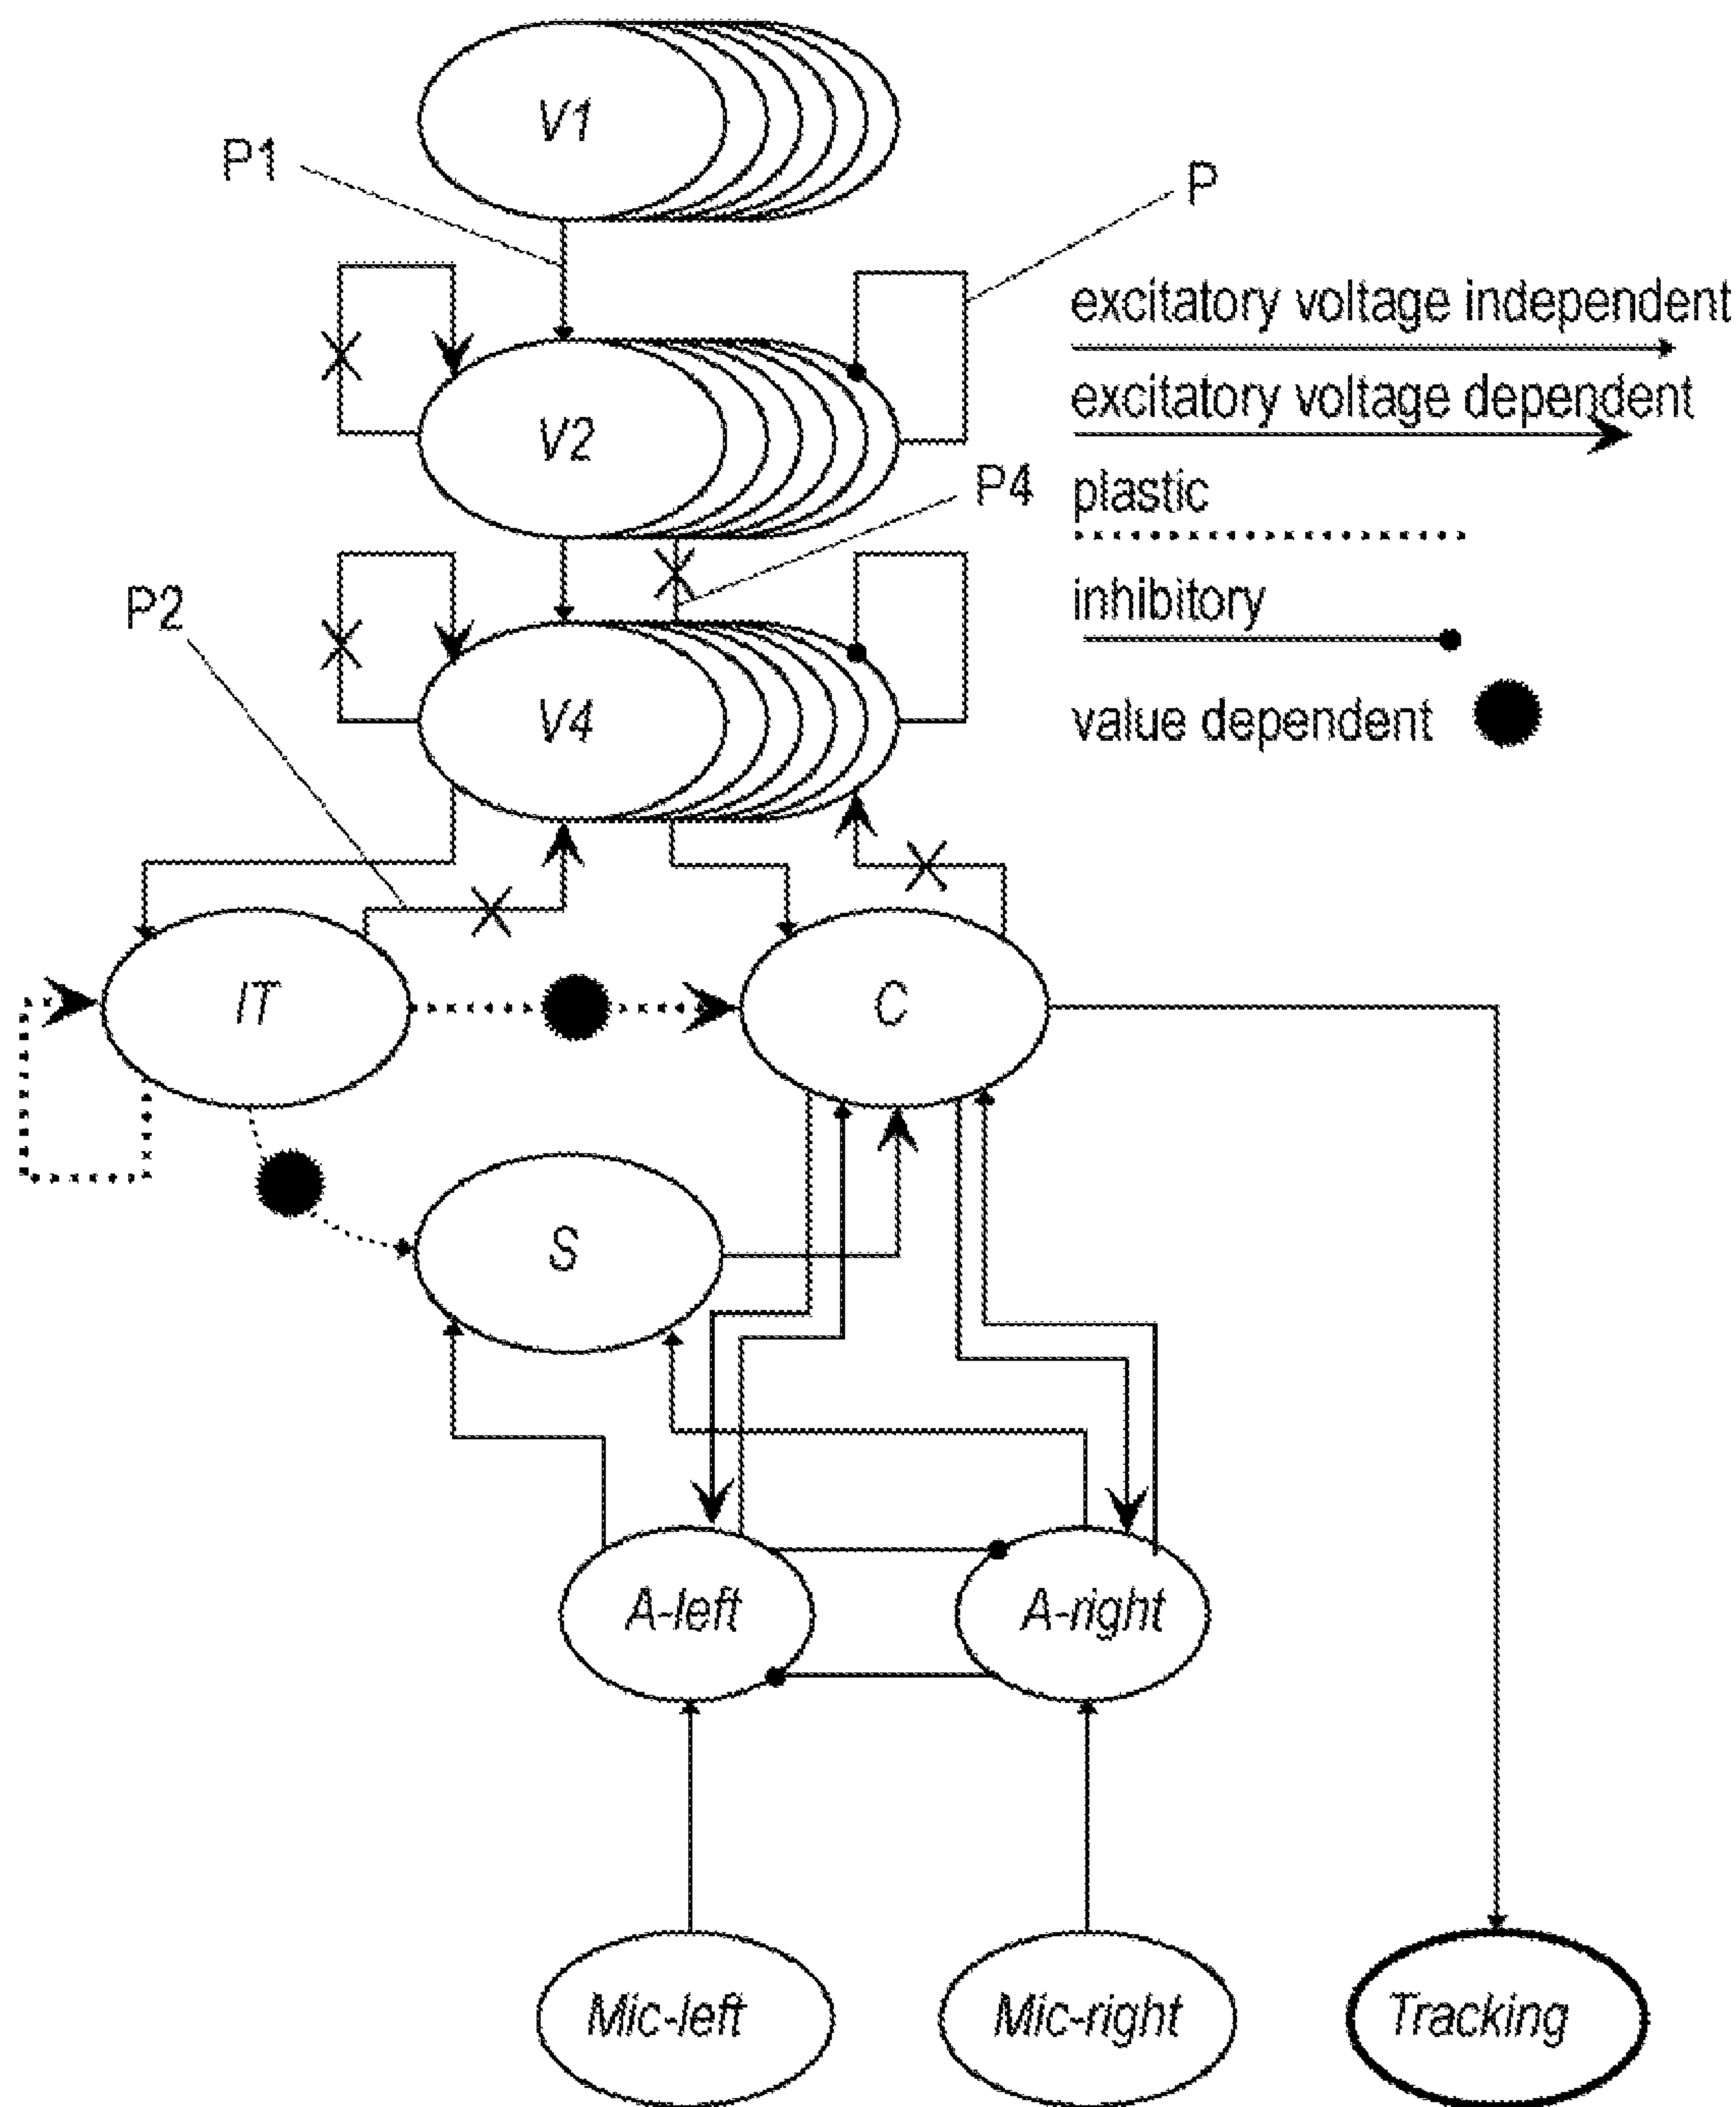 V1
P1
P
excitatory voltage independent
excitatory voltage dependent
V2
P4
plastic
P2
inhibitory
V4
value dependent
IT
C
S
A-left
A-right
Mic-left
Mic-right
Tracking